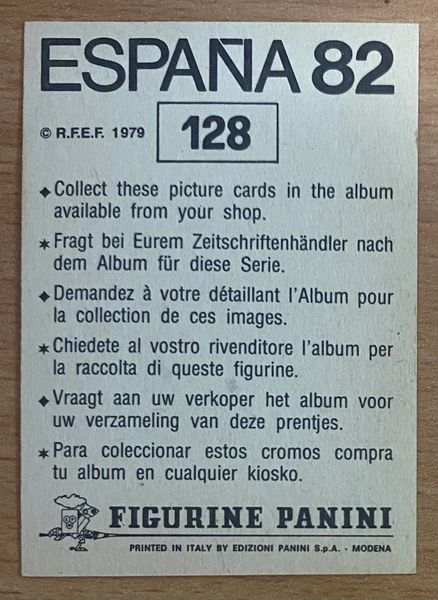 ESPAÑA 82
© R.F.E.F. 1979
128
◆Collect these picture cards in the album
available from your shop.
✶Fragt bei Eurem Zeitschriftenhändler nach
dem Album für diese Serie.
◆Demandez à votre détaillant l'Album pour
la collection de ces images.
✶Chiedete al vostro rivenditore l'album per
la raccolta di queste figurine.
◆Vraagt aan uw verkoper het album voor
uw verzameling van deze prentjes.
✶Para coleccionar estos cromos compra
tu album en cualquier kiosko.
FIGURINE PANINI
PRINTED IN ITALY BY EDIZIONI PANINI S.p.A. - MODENA